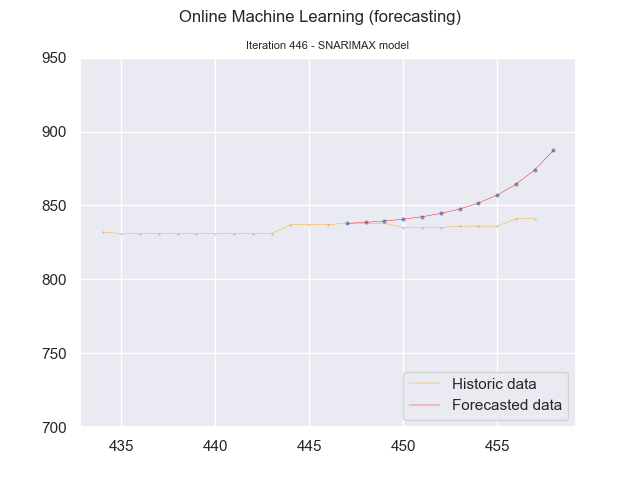 Online Machine Learning (forecasting)
Iteration 446 - SNARIMAX model
950
900
850
800
750
700
435
440
445
450
455
Historic data
Forecasted data